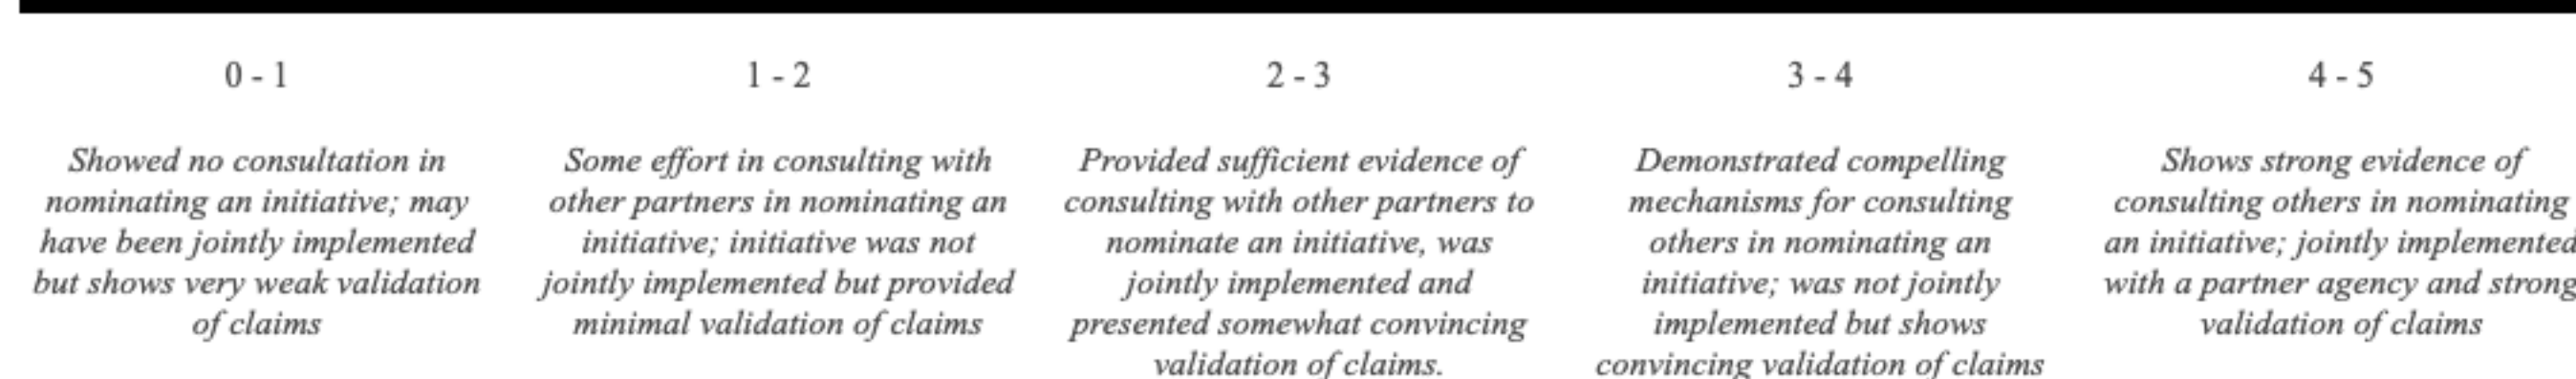 0 - 1
Showed no consultation in
nominating an initiative; may
have been jointly implemented
but shows very weak validation
of claims
1 - 2
Some effort in consulting with
other partners in nominating an
initiative; initiative was not
jointly implemented but provided
minimal validation of claims
2 - 3
Provided sufficient evidence of
consulting with other partners to
nominate an initiative, was
jointly implemented and
presented somewhat convincing
validation of claims.
3 - 4
Demonstrated compelling
mechanisms for consulting
others in nominating an
initiative; was not jointly
implemented but shows
convincing validation of claims
4 - 5
Shows strong evidence of
consulting others in nominating
an initiative; jointly implemented
with a partner agency and strong
validation of claims